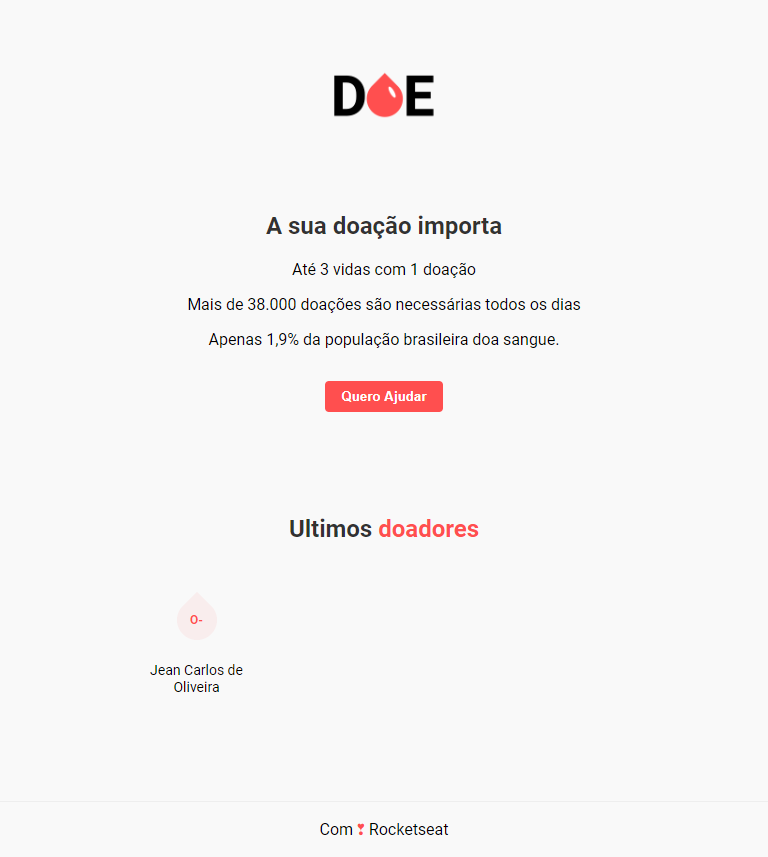 DOE
A sua doação importa
Até 3 vidas com 1 doação
Mais de 38.000 doações são necessárias todos os dias
Apenas 1,9% da população brasileira doa sangue.
Quero Ajudar
Ultimos doadores
O-
Jean Carlos de
Oliveira
Com ❣ Rocketseat